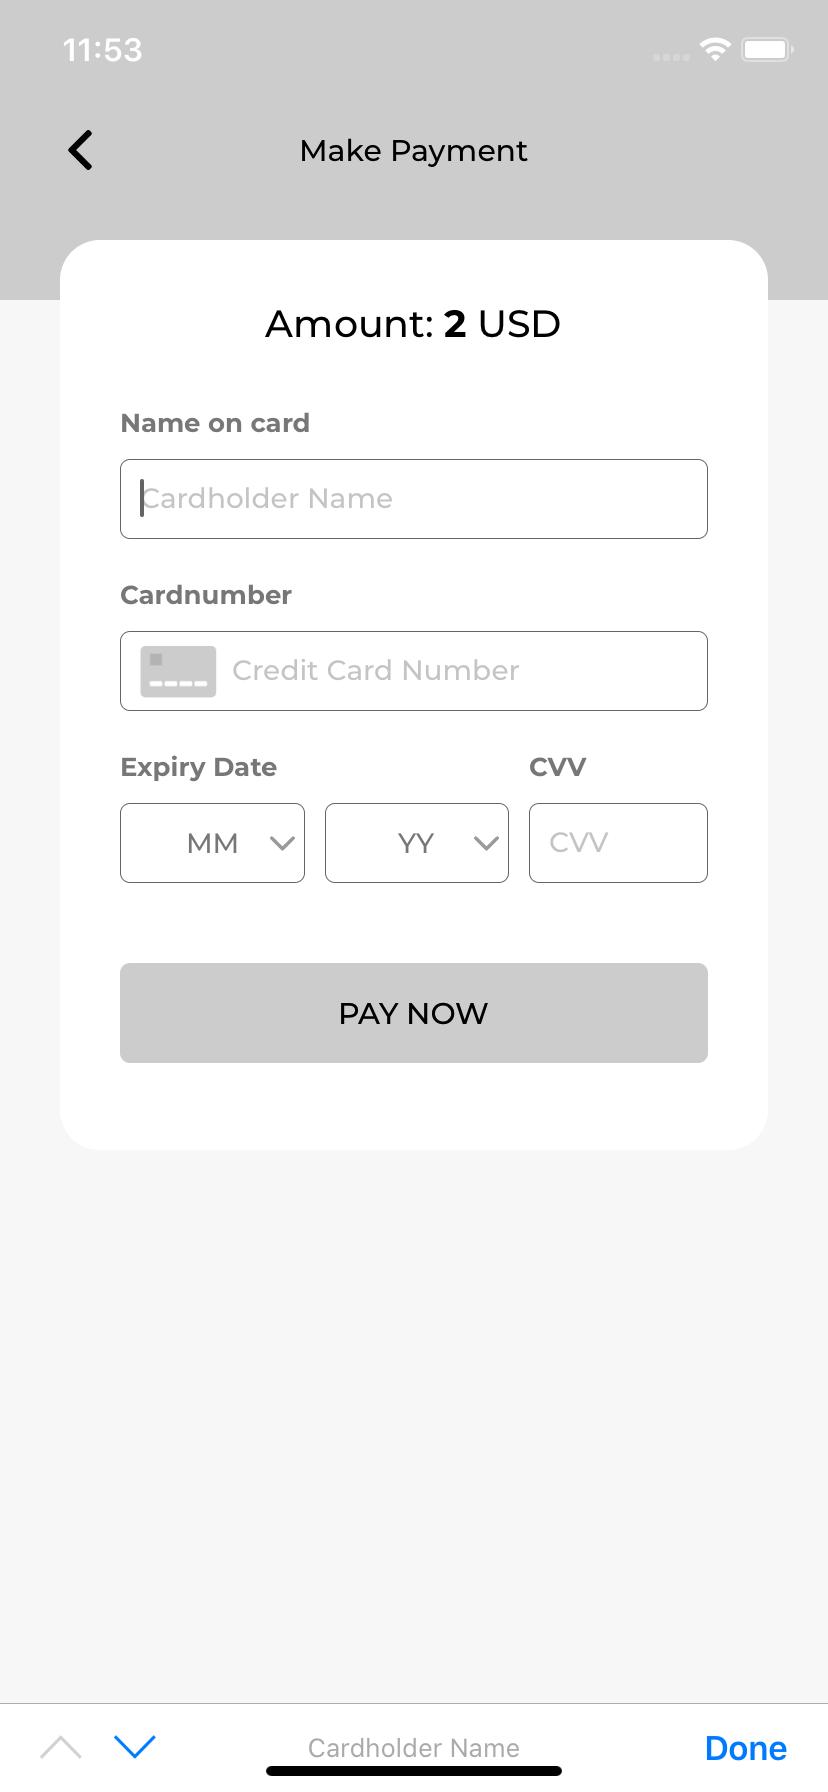 11:53
Make Payment
Amount: 2 USD
Name on card
Cardholder Name
Cardnumber
Credit Card Number
Expiry Date CVV
MM YY CVV
PAY NOW
Cardholder Name Done